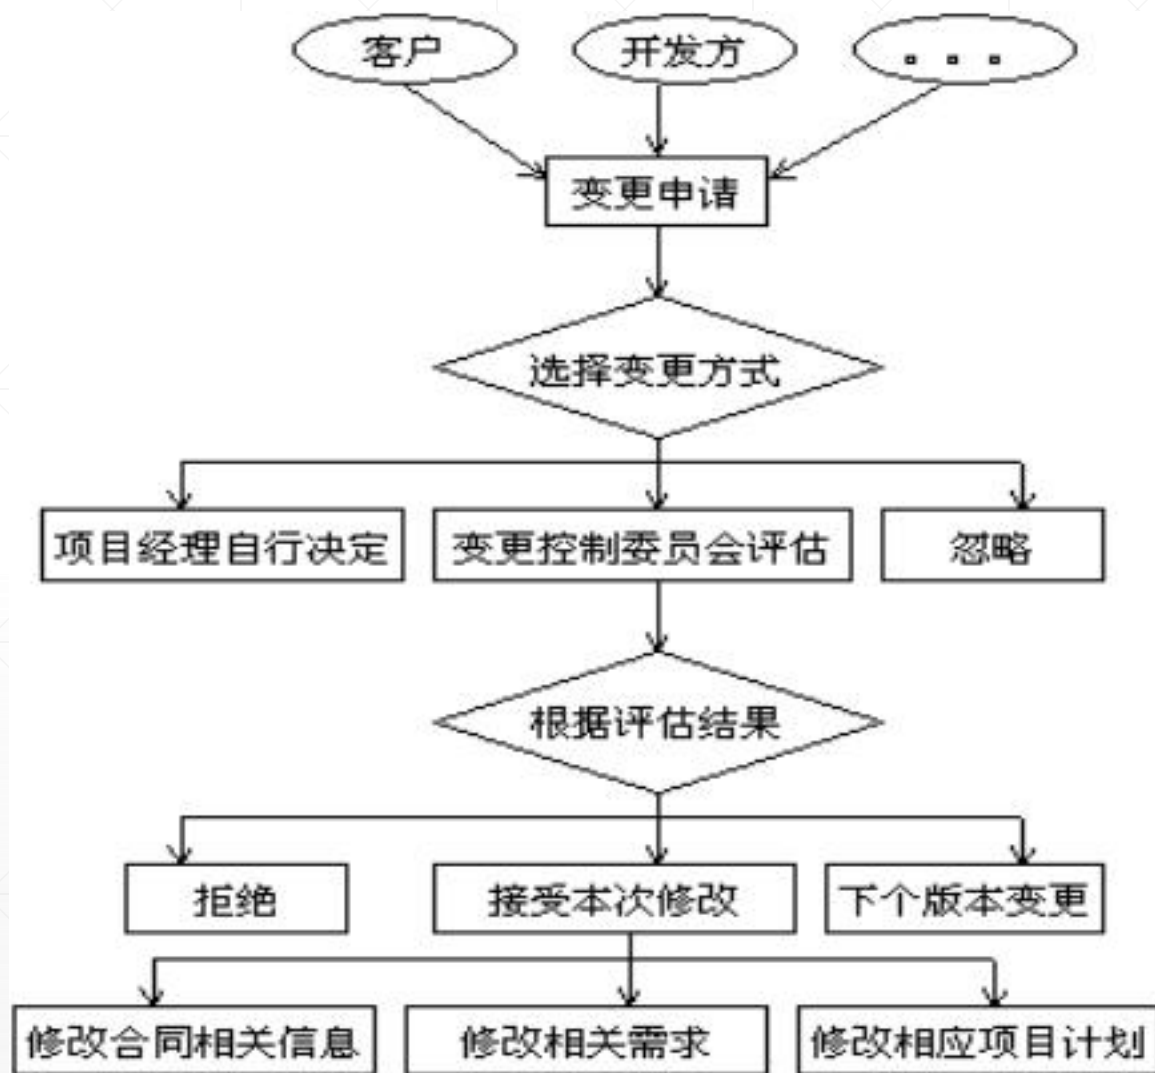 客户
开发方
...
变更申请
选择变更方式
项目经理自行决定
变更控制委员会评估
忽略
根据评估结果
拒绝
接受本次修改
下个版本变更
修改合同相关信息
修改相关需求
修改相应项目计划